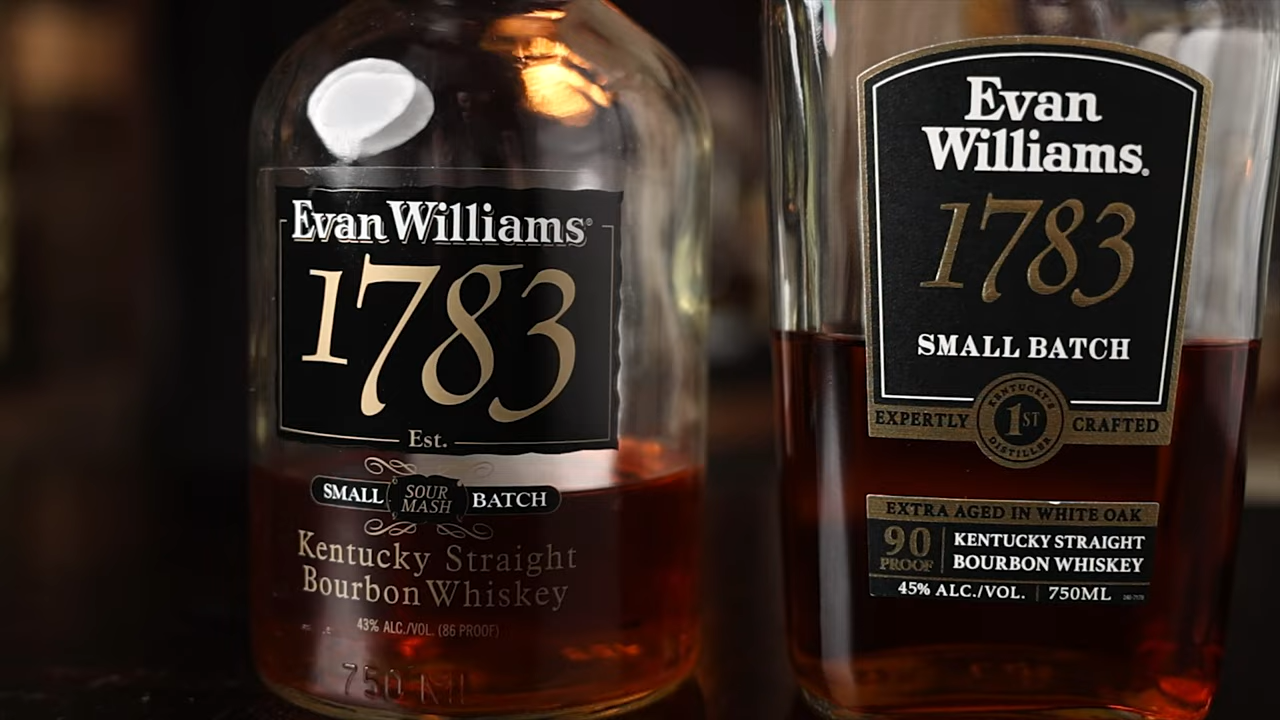 Evan Williams®
1783
Est.
SMALL SOUR MASH BATCH
Kentucky Straight
Bourbon Whiskey
43% ALC./VOL. (86 PROOF)
750 Ml
Evan
Williams.
1783
SMALL BATCH
EXPERTLY CRAFTED
KENTUCKY'S
1ST
DISTILLER
EXTRA AGED IN WHITE OAK
90
PROOF
KENTUCKY STRAIGHT
BOURBON WHISKEY
45% ALC./VOL. 750ML